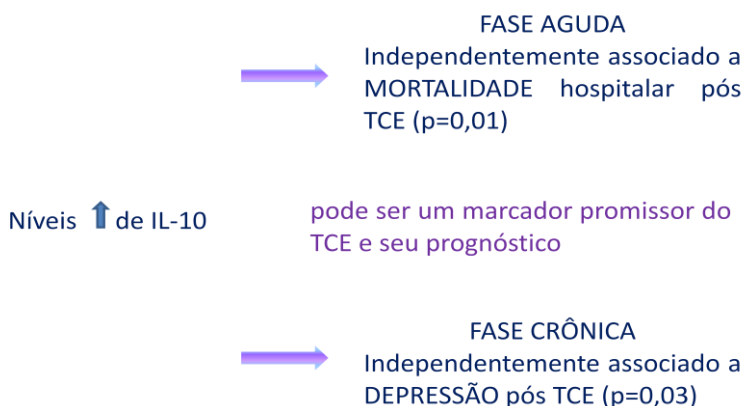 FASE AGUDA
Independentemente associado a
MORTALIDADE hospitalar pós
TCE (p=0,01)
Níveis de IL-10
pode ser um marcador promissor do
TCE e seu prognóstico
FASE CRÔNICA
Independentemente associado a
DEPRESSÃO pós TCE (p=0,03)